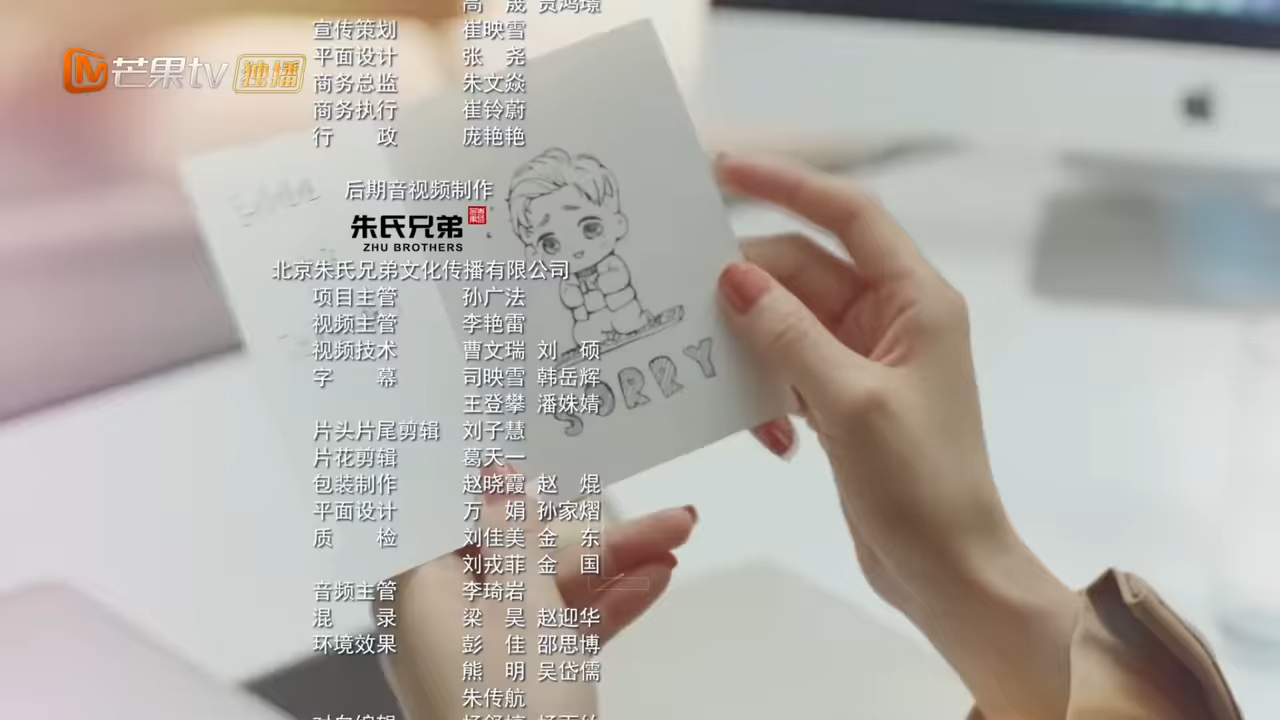 高　晟 贾鸿璟
宣传策划 崔映雪
芒果tv 独播
平面设计 张　尧
商务总监 朱文焱
商务执行 崔铃蔚
行　　政 庞艳艳
后期音视频制作
朱氏兄弟
ZHU BROTHERS
北京朱氏兄弟文化传播有限公司
项目主管 孙广法
视频主管 李艳雷
视频技术 曹文瑞 刘　硕
字　　幕 司映雪 韩岳辉
王登攀 潘姝婧
片头片尾剪辑 刘子慧
片花剪辑 葛天一
包装制作 赵晓霞 赵　焜
平面设计 万　娟 孙家熠
质　　检 刘佳美 金　东
刘戎菲 金　国
音频主管 李琦岩
混　　录 梁　昊 赵迎华
环境效果 彭　佳 邵思博
熊　明 吴岱儒
朱传航
SORRY